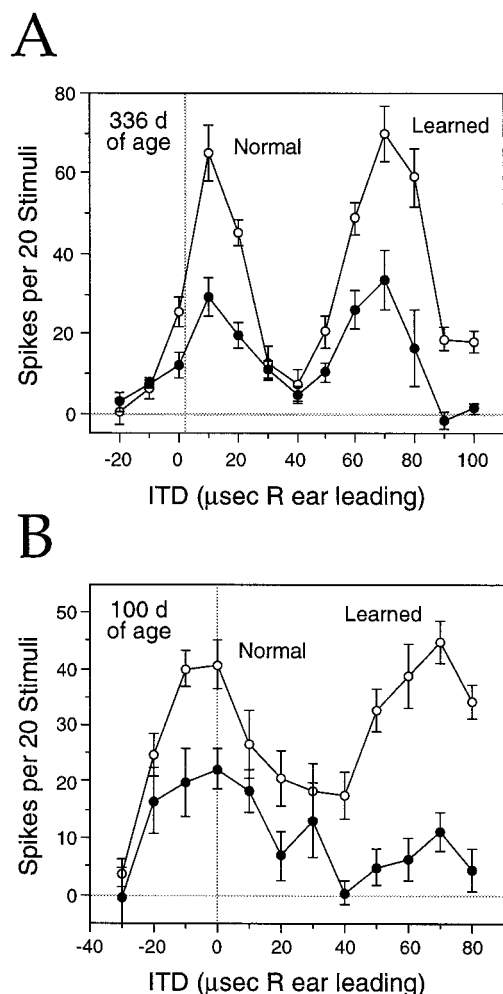 A
336 d
of age
Normal
Learned
Spikes per 20 Stimuli
80
60
40
20
0
-20 0 20 40 60 80 100
ITD (μsec R ear leading)
B
100 d
of age
Normal
Learned
Spikes per 20 Stimuli
50
40
30
20
10
0
-40 -20 0 20 40 60 80
ITD (μsec R ear leading)